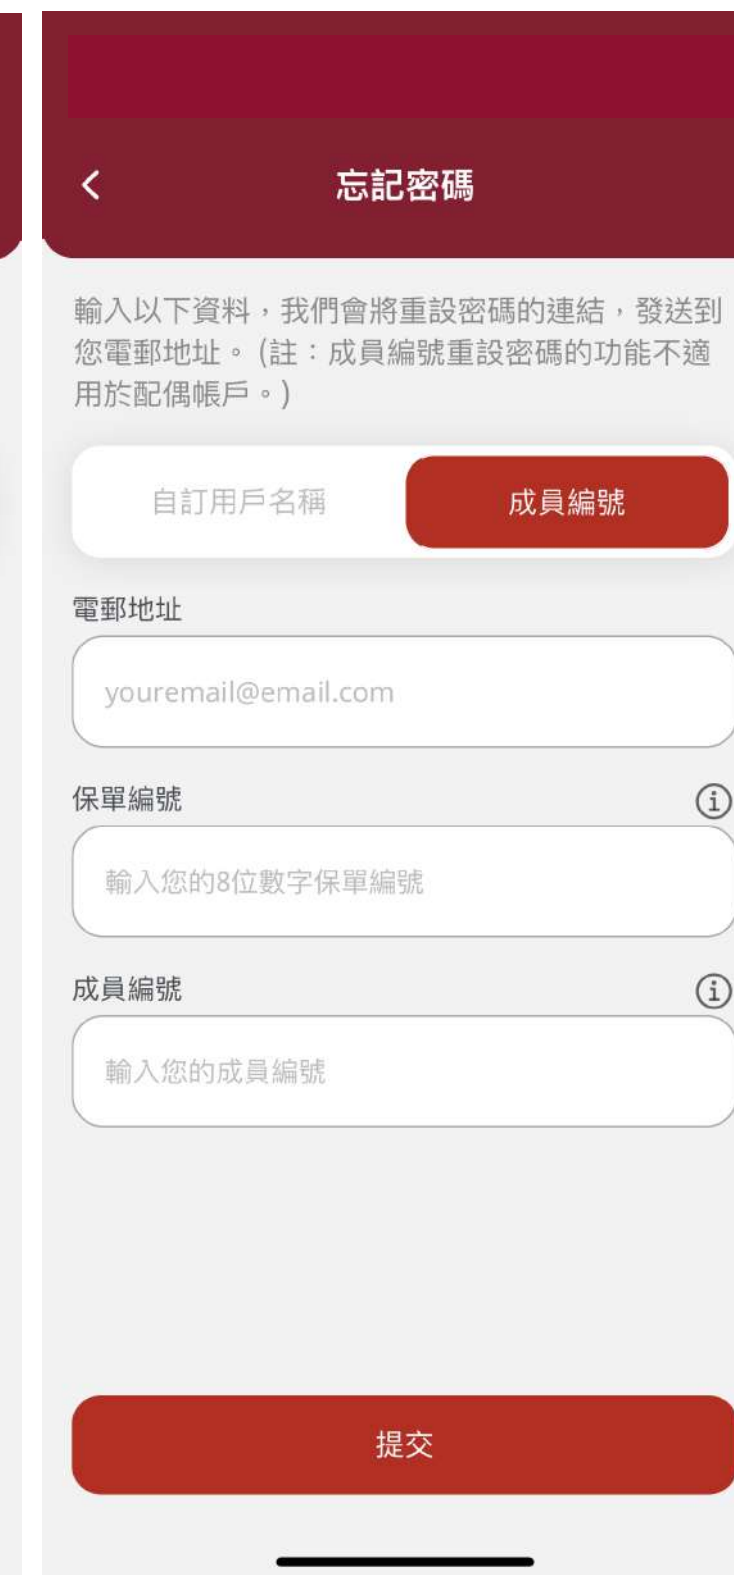 忘記密碼
輸入以下資料，我們會將重設密碼的連結，發送到
您電郵地址。 (註：成員編號重設密碼的功能不適
用於配偶帳戶。)
自訂用戶名稱
成員編號
電郵地址
youremail@email.com
保單編號
輸入您的8位數字保單編號
成員編號
輸入您的成員編號
提交